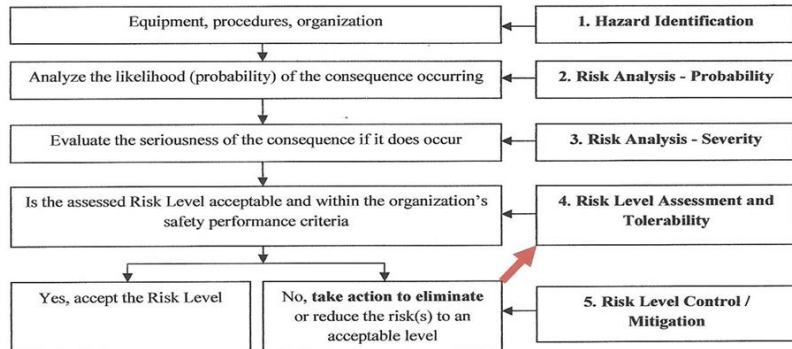 Equipment, procedures, organization
1. Hazard Identification
Analyze the likelihood (probability) of the consequence occurring
2. Risk Analysis - Probability
Evaluate the seriousness of the consequence if it does occur
3. Risk Analysis - Severity
Is the assessed Risk Level acceptable and within the organization's
safety performance criteria
4. Risk Level Assessment and
Tolerability
Yes, accept the Risk Level
No, take action to eliminate
or reduce the risk(s) to an
acceptable level
5. Risk Level Control /
Mitigation